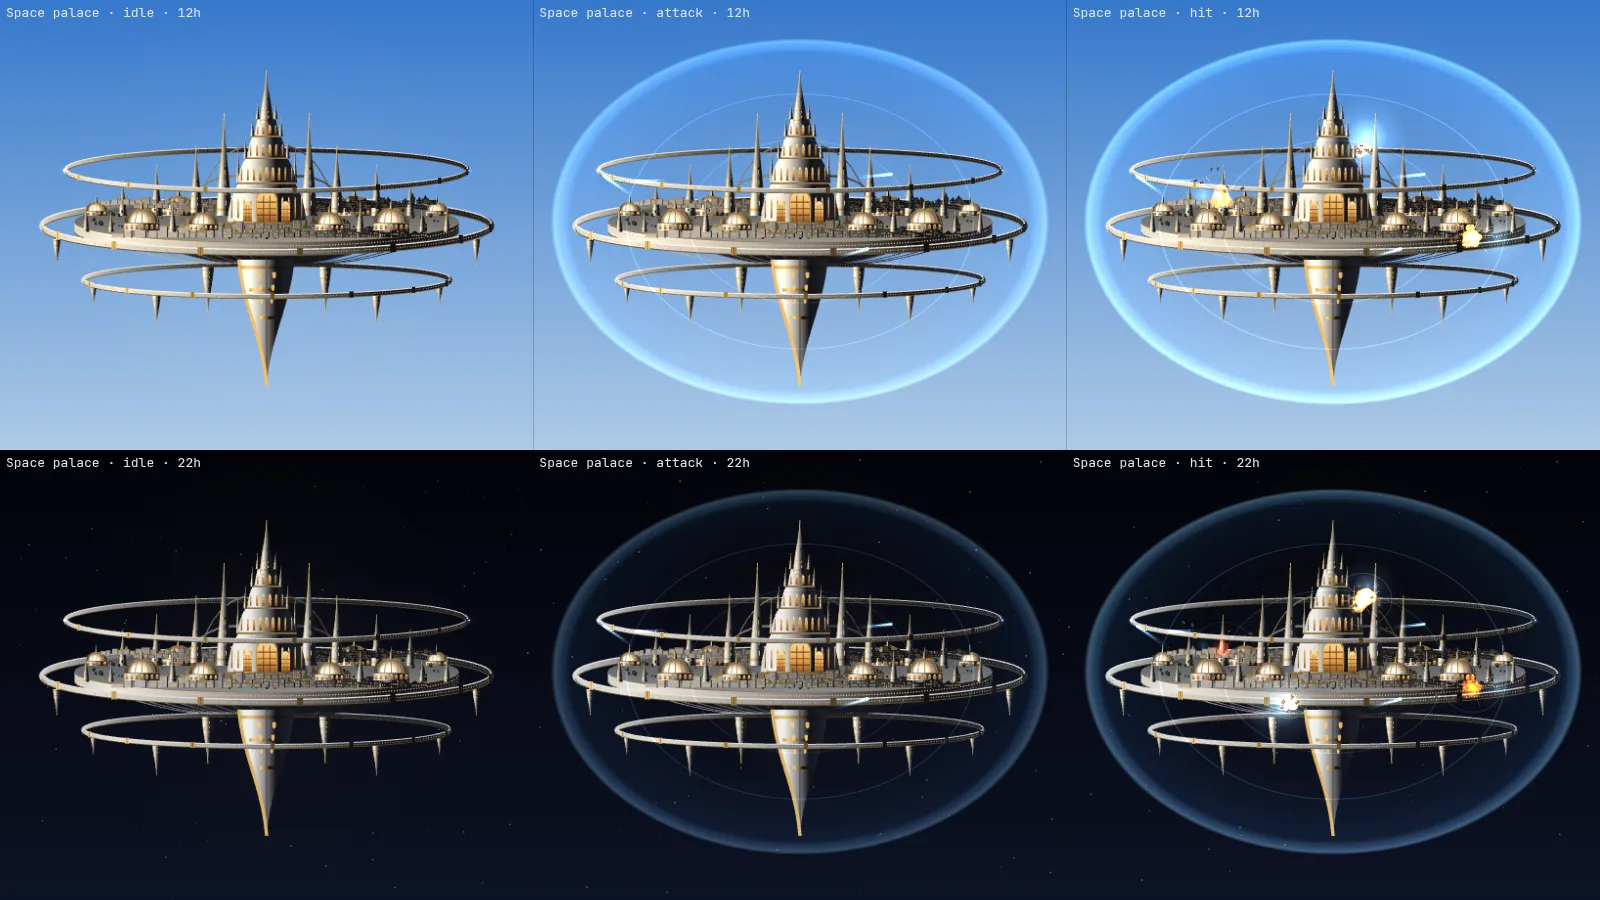 Space palace · idle · 12h
Space palace · attack · 12h
Space palace · hit · 12h
Space palace · idle · 22h
Space palace · attack · 22h
Space palace · hit · 22h